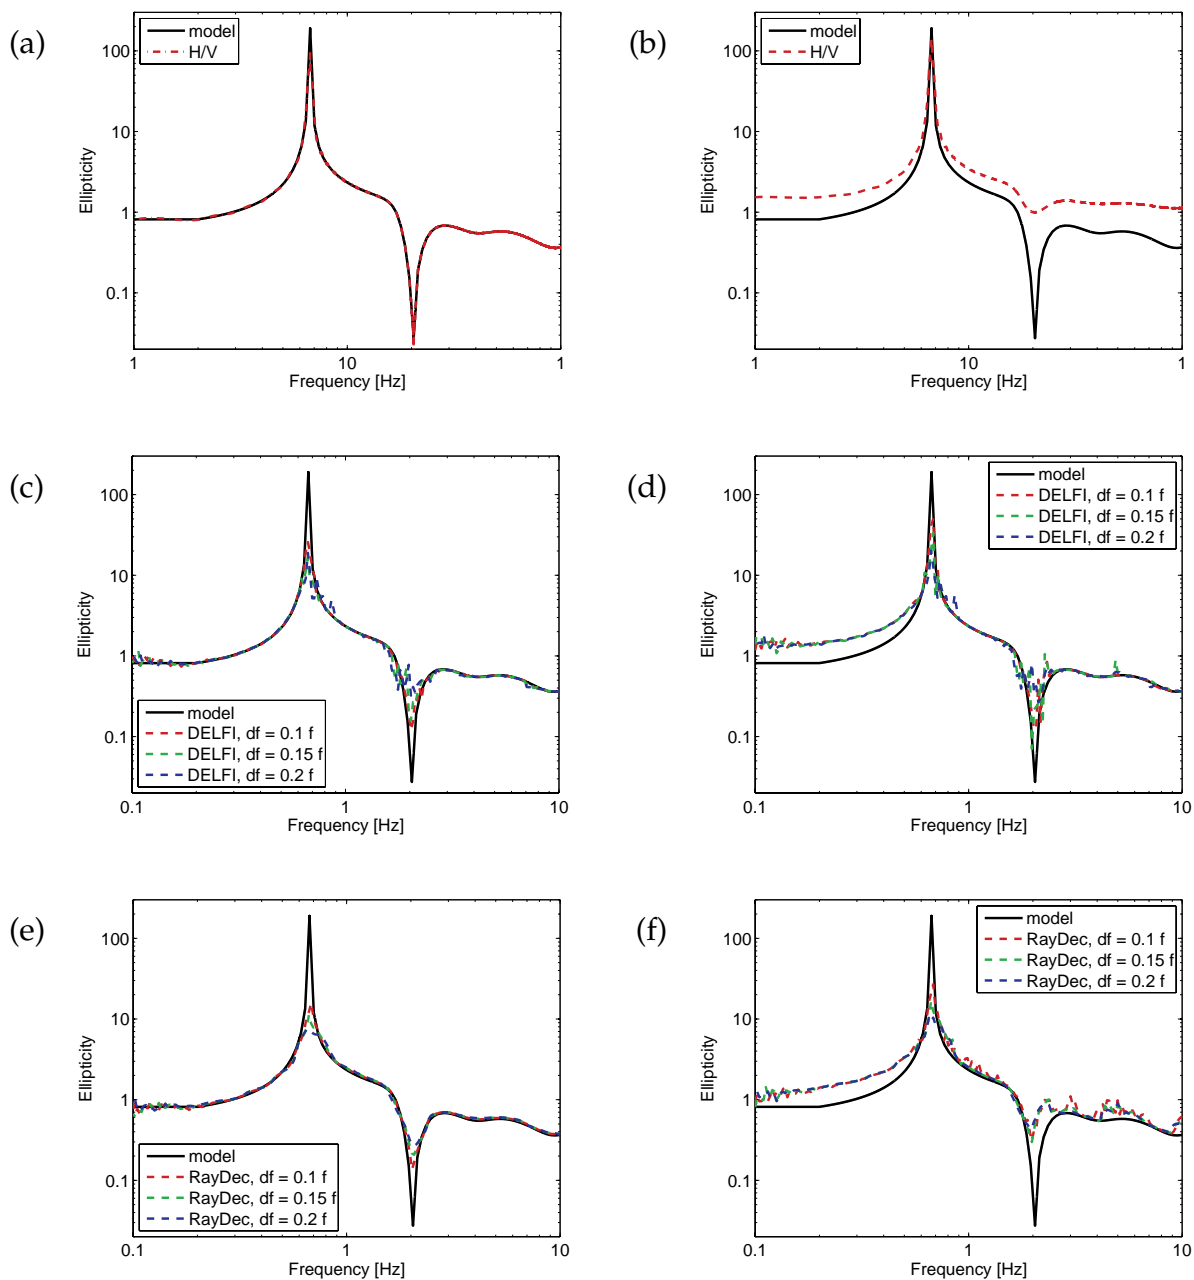 (a)
model
H/V
100
10
1
0.1
Ellipticity
1
10
1
Frequency [Hz]
(b)
model
H/V
100
10
1
0.1
Ellipticity
1
10
1
Frequency [Hz]
(c)
100
10
1
0.1
Ellipticity
model
DELFI, df = 0.1 f
DELFI, df = 0.15 f
DELFI, df = 0.2 f
0.1
1
10
Frequency [Hz]
(d)
model
DELFI, df = 0.1 f
DELFI, df = 0.15 f
DELFI, df = 0.2 f
100
10
1
0.1
Ellipticity
0.1
1
10
Frequency [Hz]
(e)
100
10
1
0.1
Ellipticity
model
RayDec, df = 0.1 f
RayDec, df = 0.15 f
RayDec, df = 0.2 f
0.1
1
10
Frequency [Hz]
(f)
model
RayDec, df = 0.1 f
RayDec, df = 0.15 f
RayDec, df = 0.2 f
100
10
1
0.1
Ellipticity
0.1
1
10
Frequency [Hz]